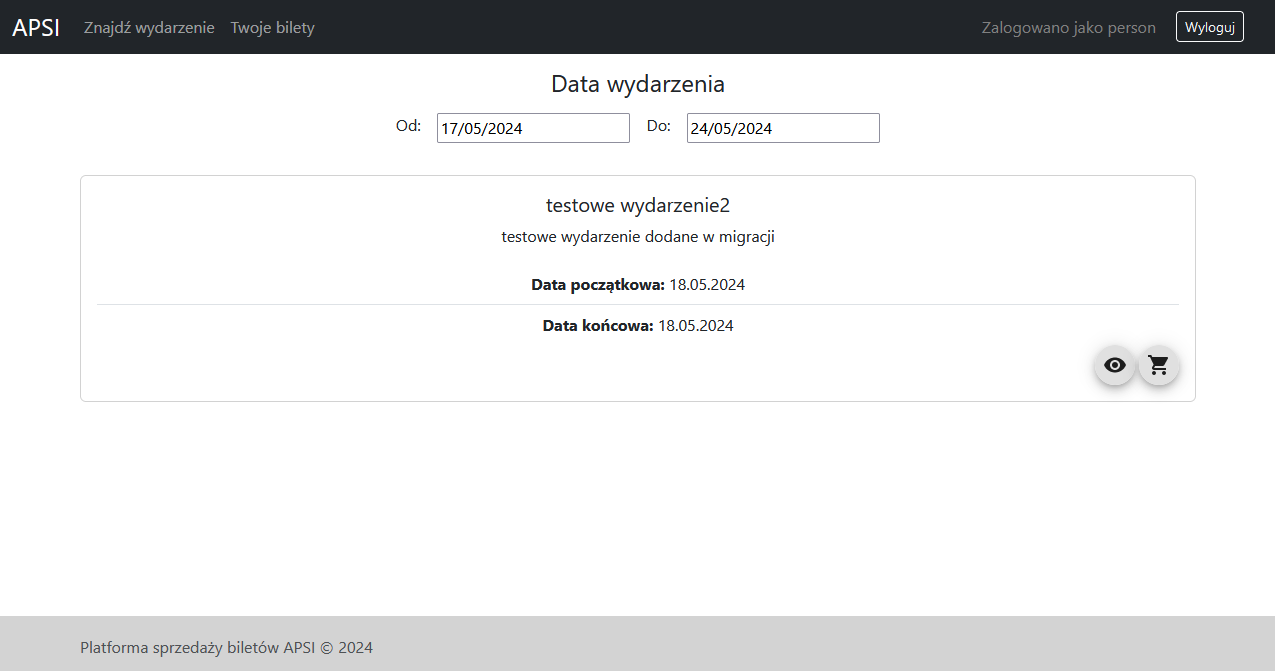 APSI Znajdź wydarzenie Twoje bilety Zalogowano jako person Wyloguj
Data wydarzenia
Od: 17/05/2024 Do: 24/05/2024
testowe wydarzenie2
testowe wydarzenie dodane w migracji
Data początkowa: 18.05.2024
Data końcowa: 18.05.2024
Platforma sprzedaży biletów APSI © 2024